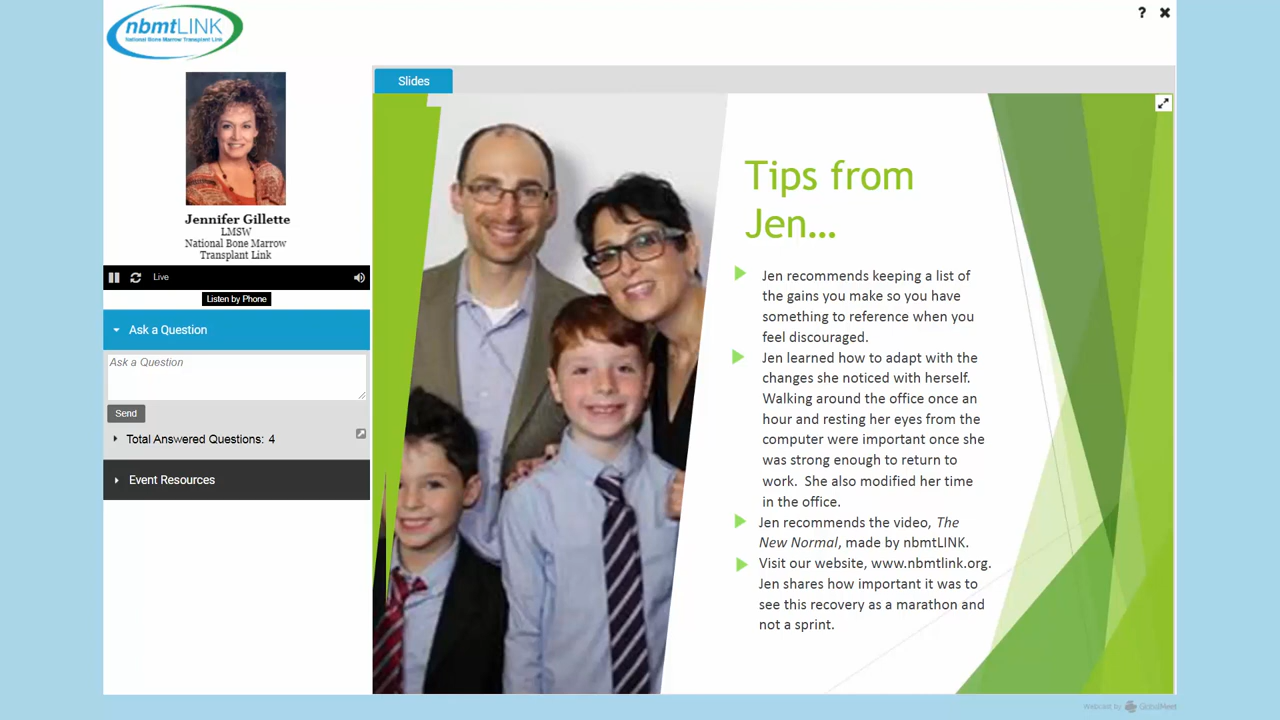 nbmtLINK
National Bone Marrow Transplant Link
? ✖
Jennifer Gillette
LMSW
National Bone Marrow
Transplant Link
Live
Listen by Phone
Ask a Question
Ask a Question
Send
Total Answered Questions: 4
Event Resources
Slides
Tips from
Jen…
Jen recommends keeping a list of
the gains you make so you have
something to reference when you
feel discouraged.
Jen learned how to adapt with the
changes she noticed with herself.
Walking around the office once an
hour and resting her eyes from the
computer were important once she
was strong enough to return to
work. She also modified her time
in the office.
Jen recommends the video, The
New Normal, made by nbmtLINK.
Visit our website, www.nbmtlink.org.
Jen shares how important it was to
see this recovery as a marathon and
not a sprint.
Webcast by GlobalMeet